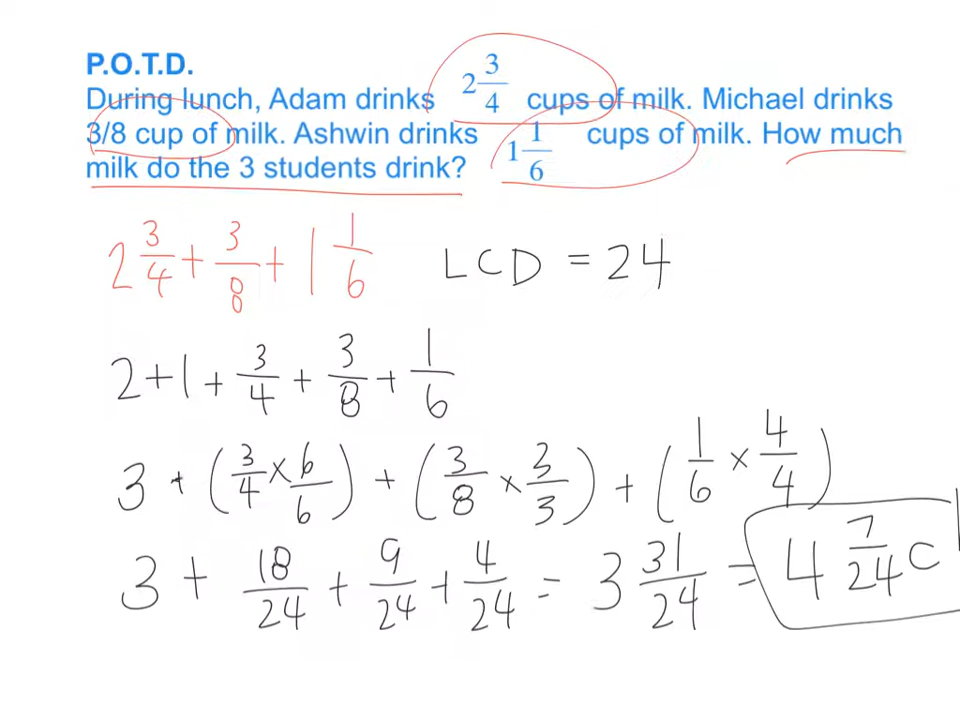 P.O.T.D.
During lunch, Adam drinks 2 3/4 cups of milk. Michael drinks
3/8 cup of milk. Ashwin drinks 1 1/6 cups of milk. How much
milk do the 3 students drink?
2 3/4 + 3/8 + 1 1/6 LCD = 24
2 + 1 + 3/4 + 3/8 + 1/6
3 + (3/4 × 6/6) + (3/8 × 3/3) + (1/6 × 4/4)
3 + 18/24 + 9/24 + 4/24 = 3 31/24 = 4 7/24 c